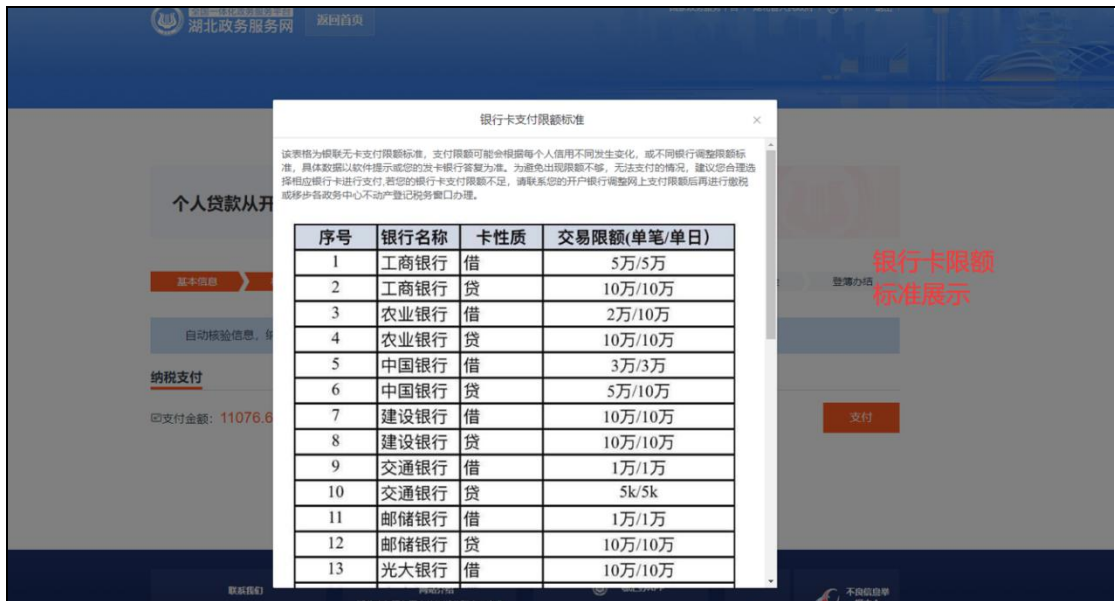 湖北政务服务网
返回首页
银行卡支付限额标准
该表格为银联无卡支付限额标准，支付限额可能会根据每个人信用不同发生变化，或不同银行调整限额标
准，具体数据以软件提示或您的发卡银行答复为准。为避免出现限额不够，无法支付的情况，建议您合理选
择相应银行卡进行支付,若您的银行卡支付限额不足，请联系您的开户银行调整网上支付限额后再进行缴税
或移步各政务中心不动产登记税务窗口办理。
个人贷款从开
序号 银行名称 卡性质 交易限额(单笔/单日)
1 工商银行 借 5万/5万
2 工商银行 贷 10万/10万
3 农业银行 借 2万/10万
4 农业银行 贷 10万/10万
5 中国银行 借 3万/3万
6 中国银行 贷 5万/10万
7 建设银行 借 10万/10万
8 建设银行 贷 10万/10万
9 交通银行 借 1万/1万
10 交通银行 贷 5k/5k
11 邮储银行 借 1万/1万
12 邮储银行 贷 10万/10万
13 光大银行 借 10万/10万
银行卡限额
标准展示
基本信息
登簿办结
自动核验信息，
纳税支付
支付金额：11076.6
支付
联系我们
不良信息举